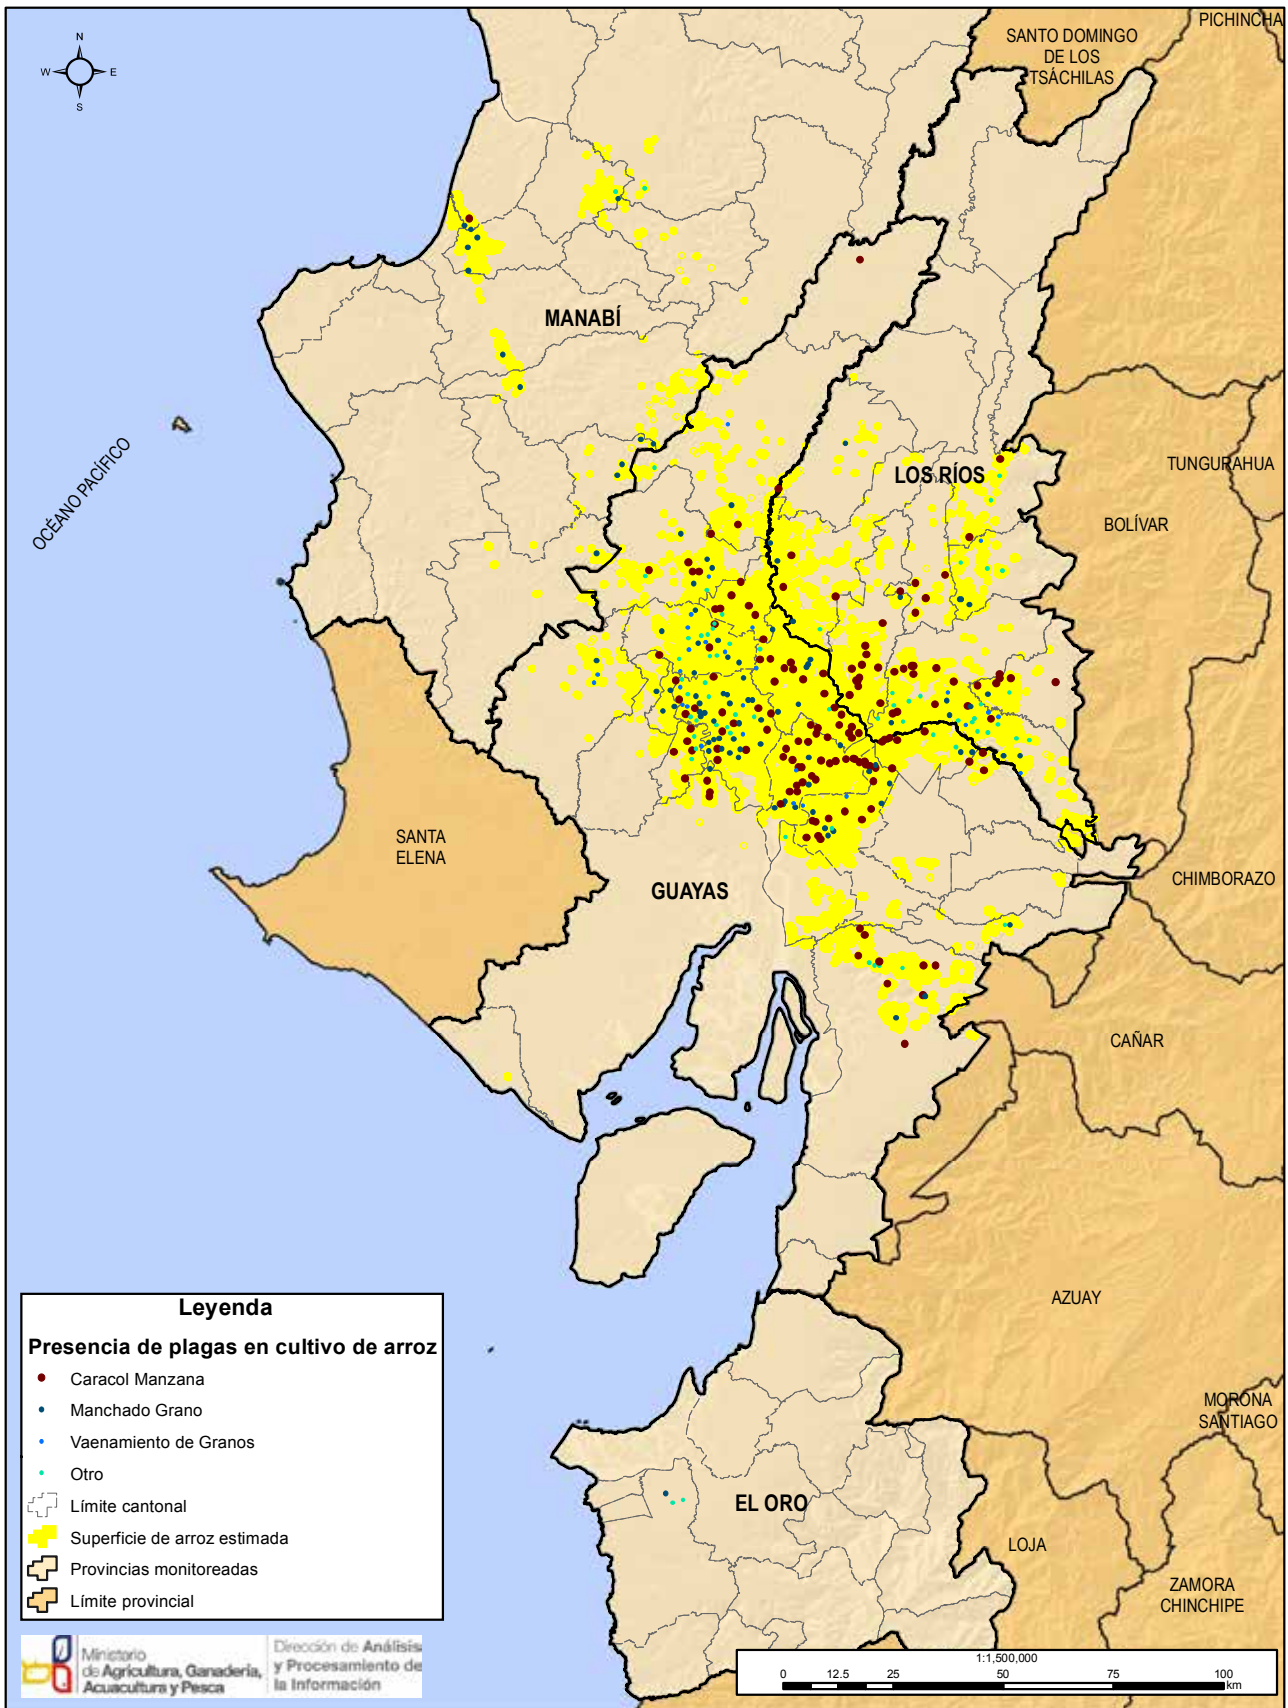 PICHINCHA
SANTO DOMINGO
DE LOS
TSÁCHILAS
N
W
E
S
MANABÍ
OCÉANO PACÍFICO
LOS RÍOS
TUNGURAHUA
BOLÍVAR
SANTA
ELENA
GUAYAS
CHIMBORAZO
CAÑAR
AZUAY
MORONA
SANTIAGO
EL ORO
LOJA
ZAMORA
CHINCHIPE
Leyenda
Presencia de plagas en cultivo de arroz
Caracol Manzana
Manchado Grano
Vaenamiento de Granos
Otro
Límite cantonal
Superficie de arroz estimada
Provincias monitoreadas
Límite provincial
Ministerio
de Agricultura, Ganadería,
Acuacultura y Pesca
Dirección de Análisis
y Procesamiento de
la Información
1:1,500,000
0 12.5 25 50 75 100
km